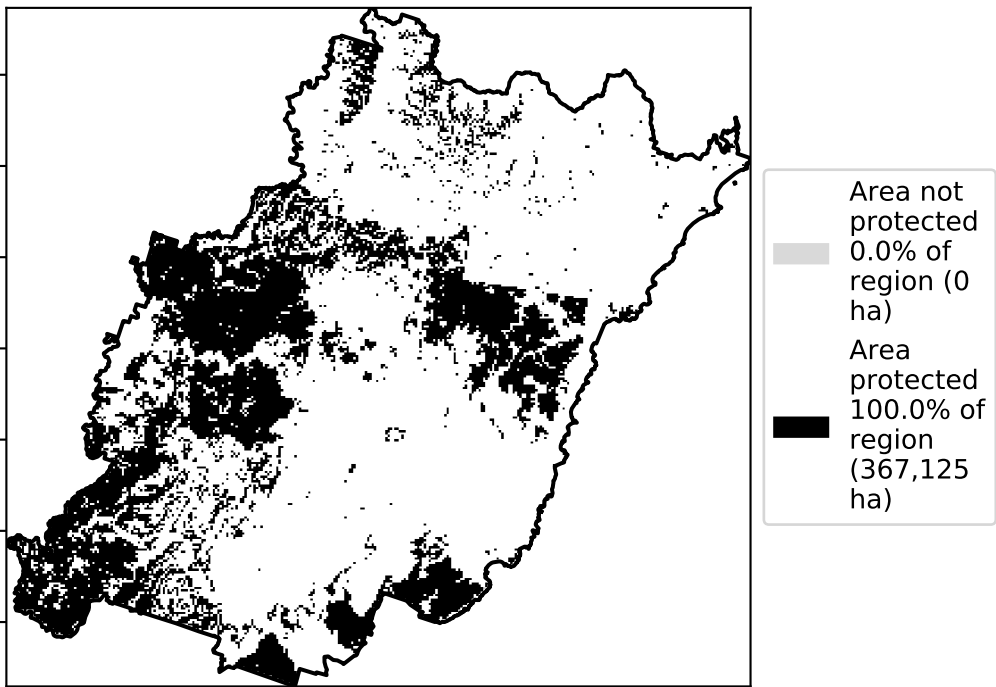 Area not
protected
0.0% of
region (0
ha)
Area
protected
100.0% of
region
(367,125
ha)